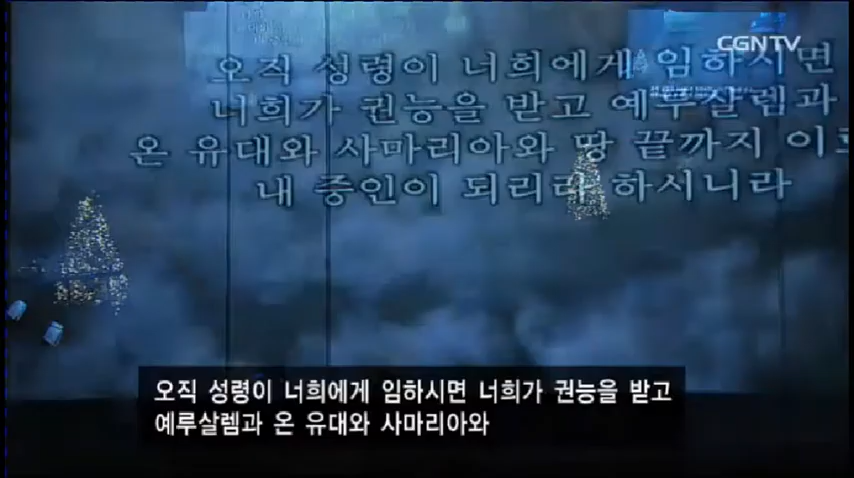 CGNTV
오직 성령이 너희에게 임하시면
너희가 권능을 받고 예루살렘과
온 유대와 사마리아와 땅 끝까지
내 증인이 되리라 하시니라
오직 성령이 너희에게 임하시면 너희가 권능을 받고
예루살렘과 온 유대와 사마리아와